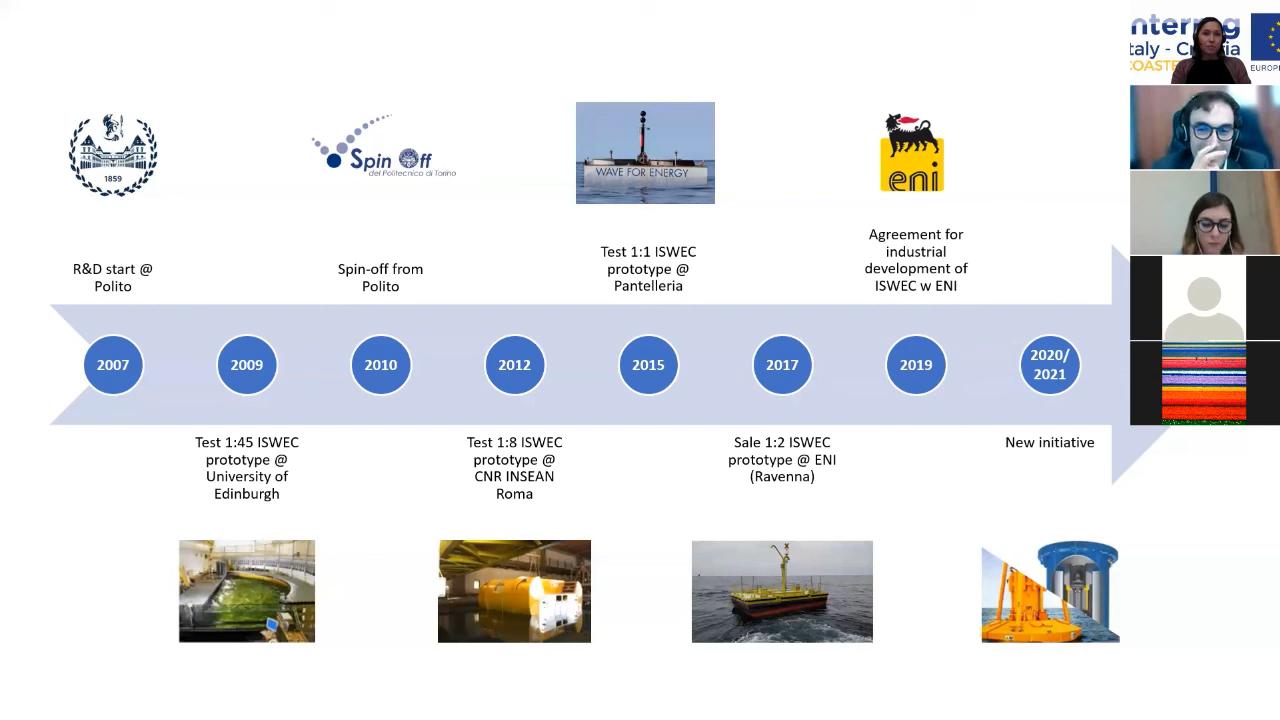 1859
Spin Off
del Politecnico di Torino
WAVE FOR ENERGY
eni
R&D start @
Polito
Spin-off from
Polito
Test 1:1 ISWEC
prototype @
Pantelleria
Agreement for
industrial
development of
ISWEC w ENI
2007
2009
2010
2012
2015
2017
2019
2020/
2021
Test 1:45 ISWEC
prototype @
University of
Edinburgh
Test 1:8 ISWEC
prototype @
CNR INSEAN
Roma
Sale 1:2 ISWEC
prototype @ ENI
(Ravenna)
New initiative